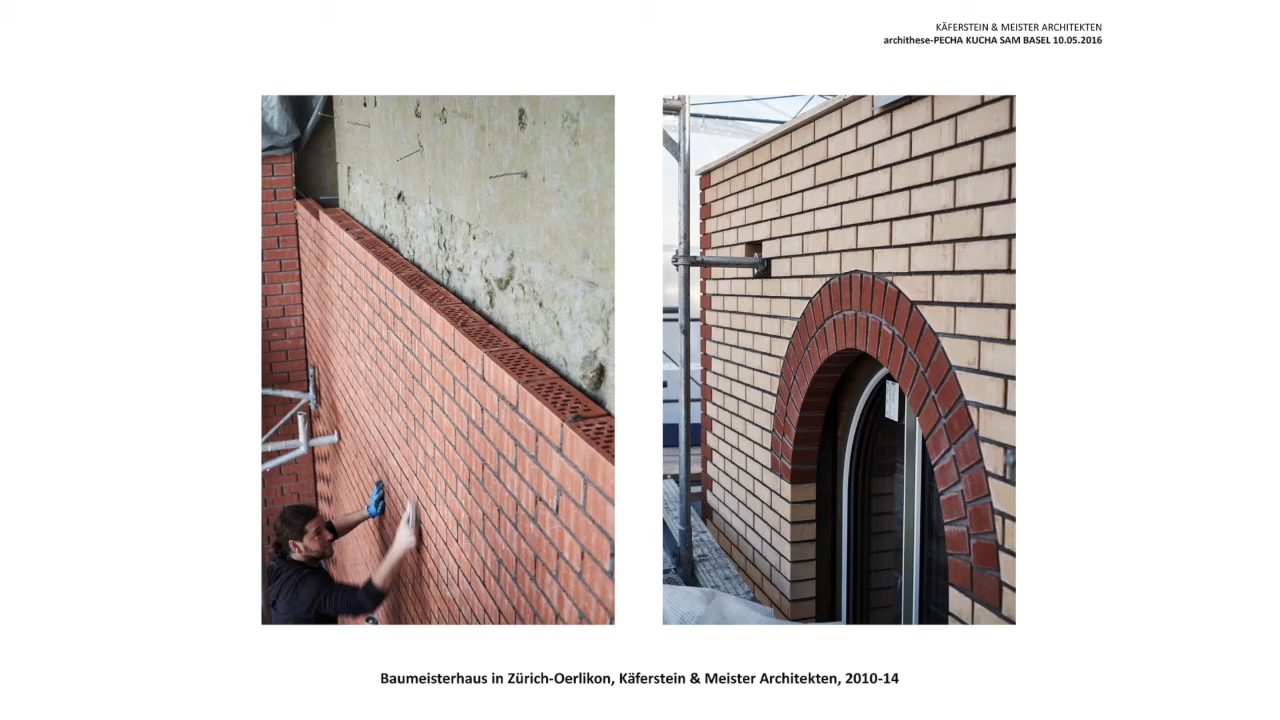 KÄFERSTEIN & MEISTER ARCHITEKTEN
archithese-PECHA KUCHA SAM BASEL 10.05.2016
Baumeisterhaus in Zürich-Oerlikon, Käferstein & Meister Architekten, 2010-14